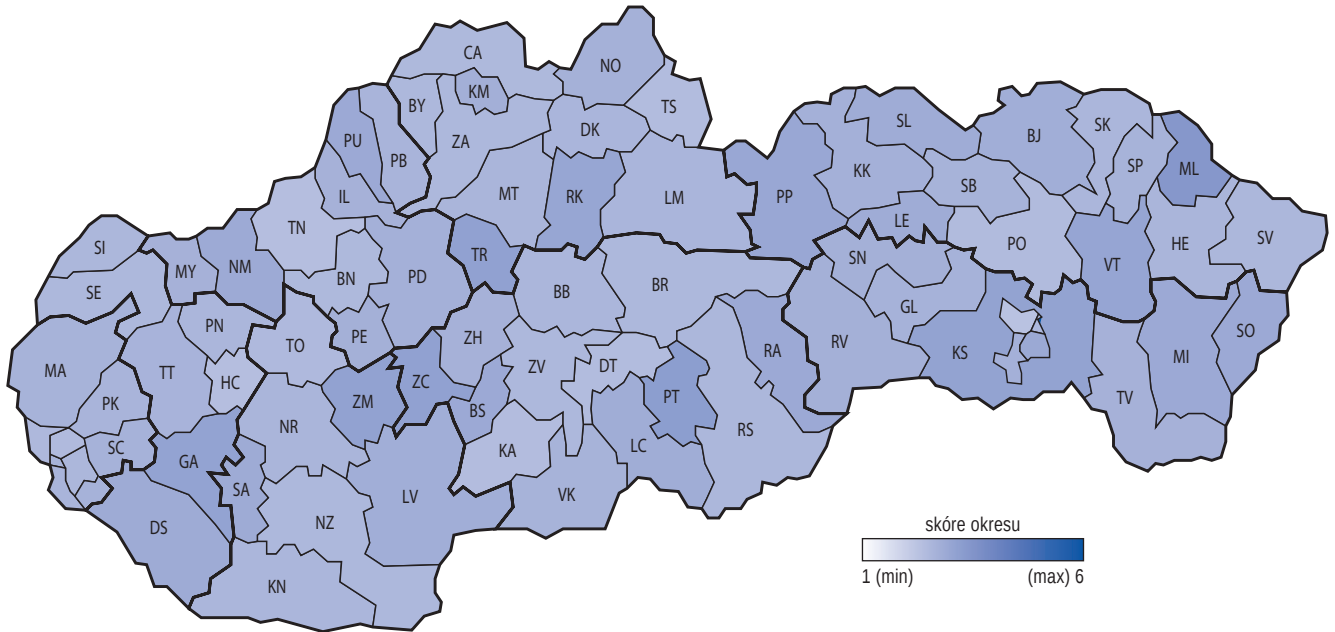 CA
NO
KM
BY
TS
DK
ZA
PU
PB
SL
BJ
SK
SP
ML
KK
SB
IL
MT
RK
LM
PP
LE
TN
PO
HE
SV
SI
MY
NM
TR
VT
SN
BN
PD
BB
BR
SE
GL
PN
TO
PE
ZH
RV
KS
SO
MI
MA
TT
HC
ZC
ZV
DT
RA
PK
ZM
BS
PT
TV
NR
SC
GA
KA
LC
RS
SA
LV
VK
DS
NZ
KN
skóre okresu
1 (min)
(max) 6